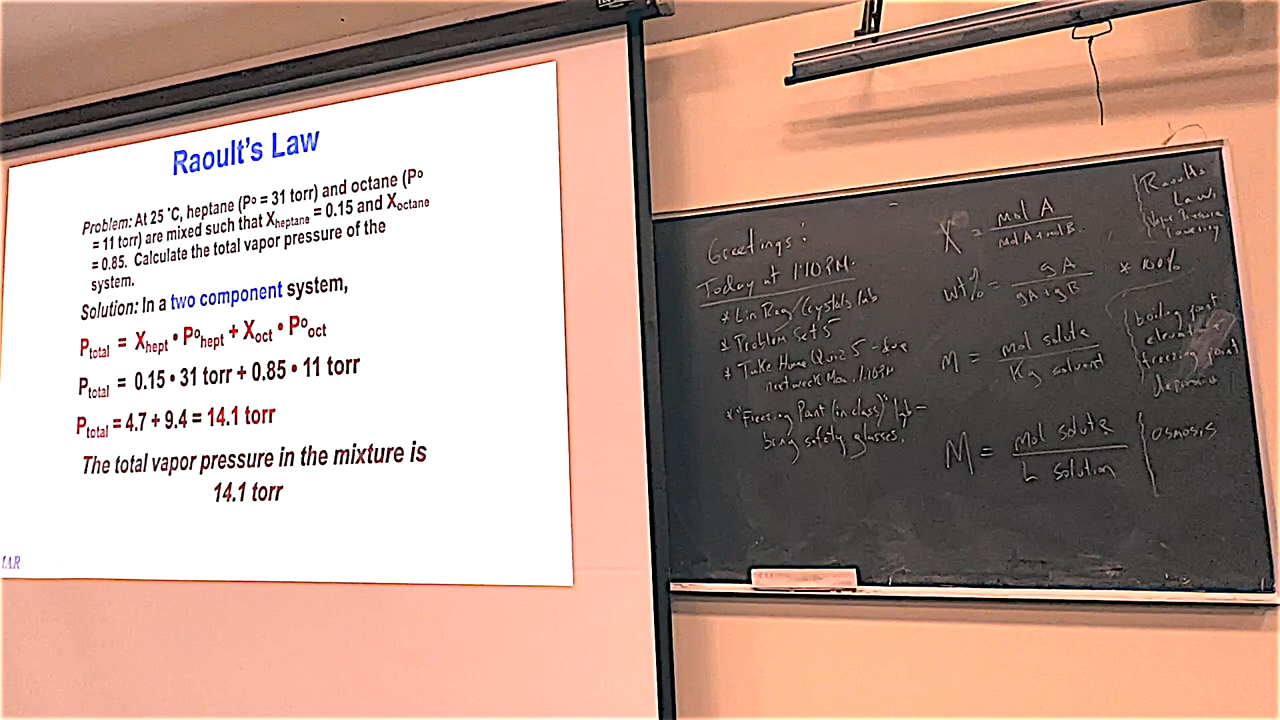 Raoult's Law
Problem: At 25 °C, heptane (P° = 31 torr) and octane (P°
= 11 torr) are mixed such that Xheptane = 0.15 and Xoctane
= 0.85. Calculate the total vapor pressure of the
system.
Solution: In a two component system,
Ptotal = Xhept • P°hept + Xoct • P°oct
Ptotal = 0.15 • 31 torr + 0.85 • 11 torr
Ptotal = 4.7 + 9.4 = 14.1 torr
The total vapor pressure in the mixture is
14.1 torr
MAR
Greetings:
Today at 1:10 PM.
* Lin Reg/Crystals lab
* Problem Set 5
* Take Home Quiz 5 - due
next week Mon. 1:10PM
* "Freezing Point (in class)" lab -
bring safety glasses.
X = mol A
mol A + mol B
wt% = g A * 100%
gA + gB
m = mol solute
Kg solvent
M = mol solute
L solution
Raoults
Law:
Vapor Pressure
Lowering
boiling point
freezing point
osmosis